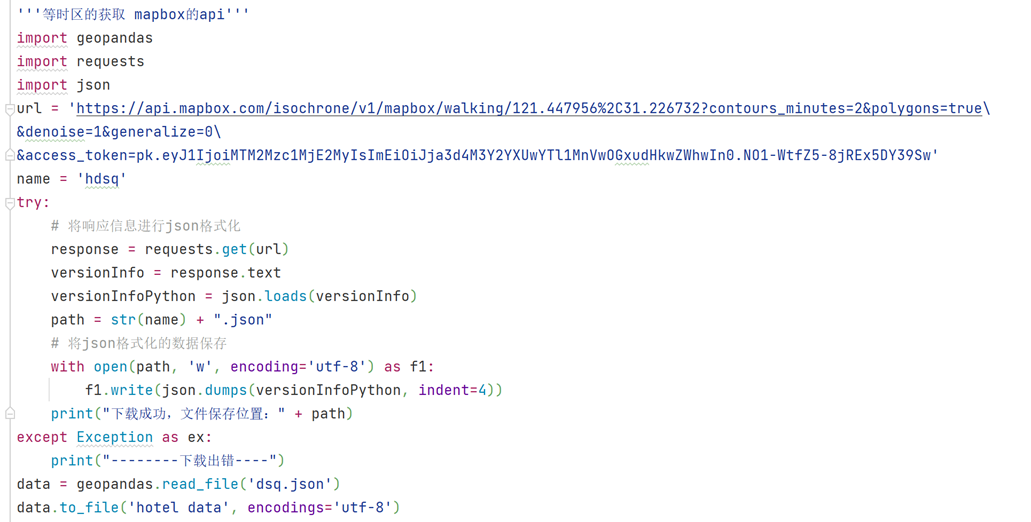 '''等时区的获取 mapbox的api'''
import geopandas
import requests
import json
url = 'https://api.mapbox.com/isochrone/v1/mapbox/walking/121.447956%2C31.226732?contours_minutes=2&polygons=true\
&denoise=1&generalize=0\
&access_token=pk.eyJ1IjoiMTM2Mzc1MjE2MyIsImEiOiJja3d4M3Y2YXUwYTl1MnVwOGxudHkwZWhwIn0.NO1-WtfZ5-8jREx5DY39Sw'
name = 'hdsq'
try:
    # 将响应信息进行json格式化
    response = requests.get(url)
    versionInfo = response.text
    versionInfoPython = json.loads(versionInfo)
    path = str(name) + ".json"
    # 将json格式化的数据保存
    with open(path, 'w', encoding='utf-8') as f1:
        f1.write(json.dumps(versionInfoPython, indent=4))
    print("下载成功，文件保存位置：" + path)
except Exception as ex:
    print("--------下载出错----")
data = geopandas.read_file('dsq.json')
data.to_file('hotel data', encodings='utf-8')